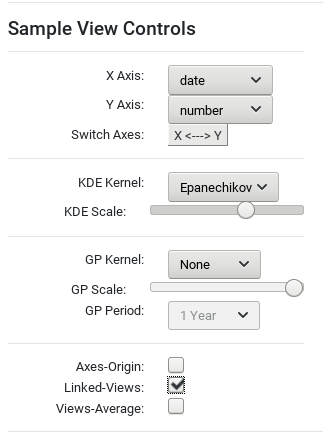 Sample View Controls
X Axis: date
Y Axis: number
Switch Axes: X <---> Y
KDE Kernel: Epanechikov
KDE Scale:
GP Kernel: None
GP Scale:
GP Period: 1 Year
Axes-Origin:
Linked-Views:
Views-Average: